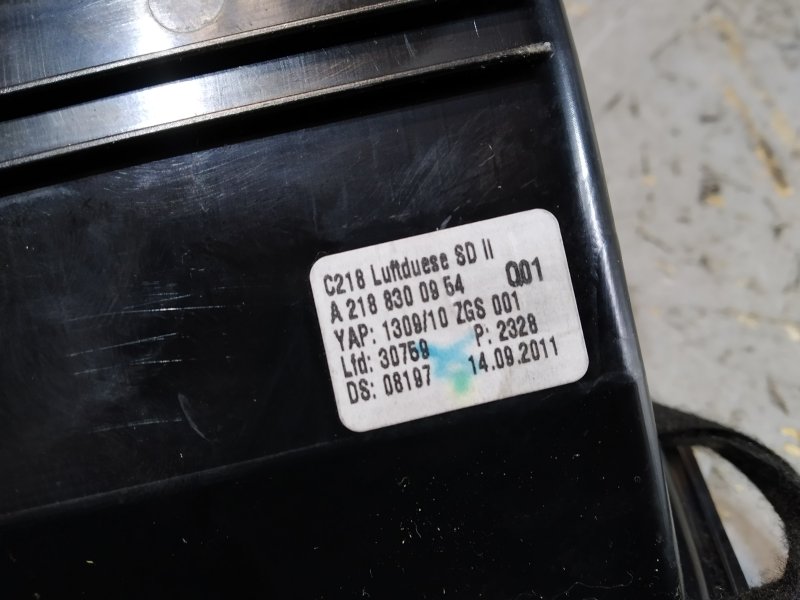 C218 Luftduese SD II
A 218 830 09 54 Q01
YAP: 1309/10 ZGS 001
Lfd: 30759 P: 2328
DS: 08197 14.09.2011